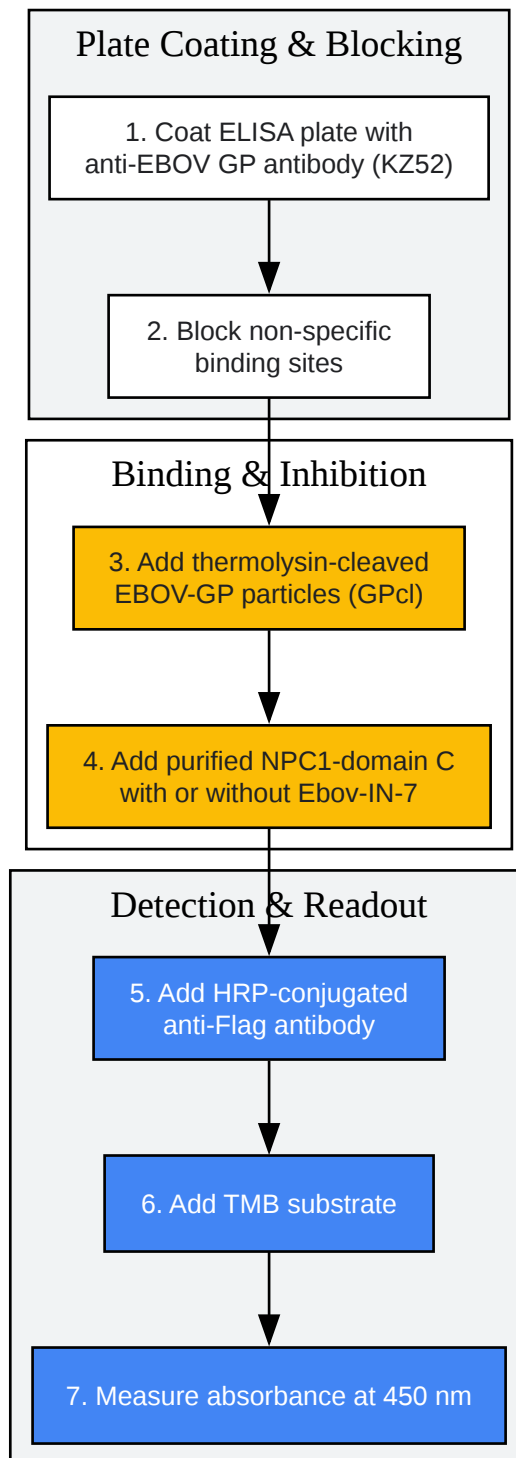 Plate Coating & Blocking
1. Coat ELISA plate with
anti-EBOV GP antibody (KZ52)
2. Block non-specific
binding sites
Binding & Inhibition
3. Add thermolysin-cleaved
EBOV-GP particles (GPcl)
4. Add purified NPC1-domain C
with or without Ebov-IN-7
Detection & Readout
5. Add HRP-conjugated
anti-Flag antibody
6. Add TMB substrate
7. Measure absorbance at 450 nm